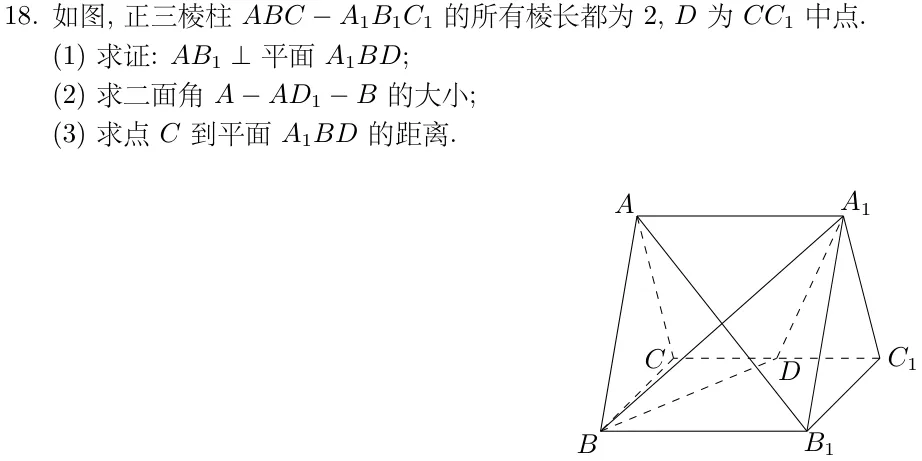 18. 如图, 正三棱柱 ABC − A₁B₁C₁ 的所有棱长都为 2, D 为 CC₁ 中点.
(1) 求证: AB₁ ⊥ 平面 A₁BD;
(2) 求二面角 A − AD₁ − B 的大小;
(3) 求点 C 到平面 A₁BD 的距离.
A A₁
C D C₁
B B₁